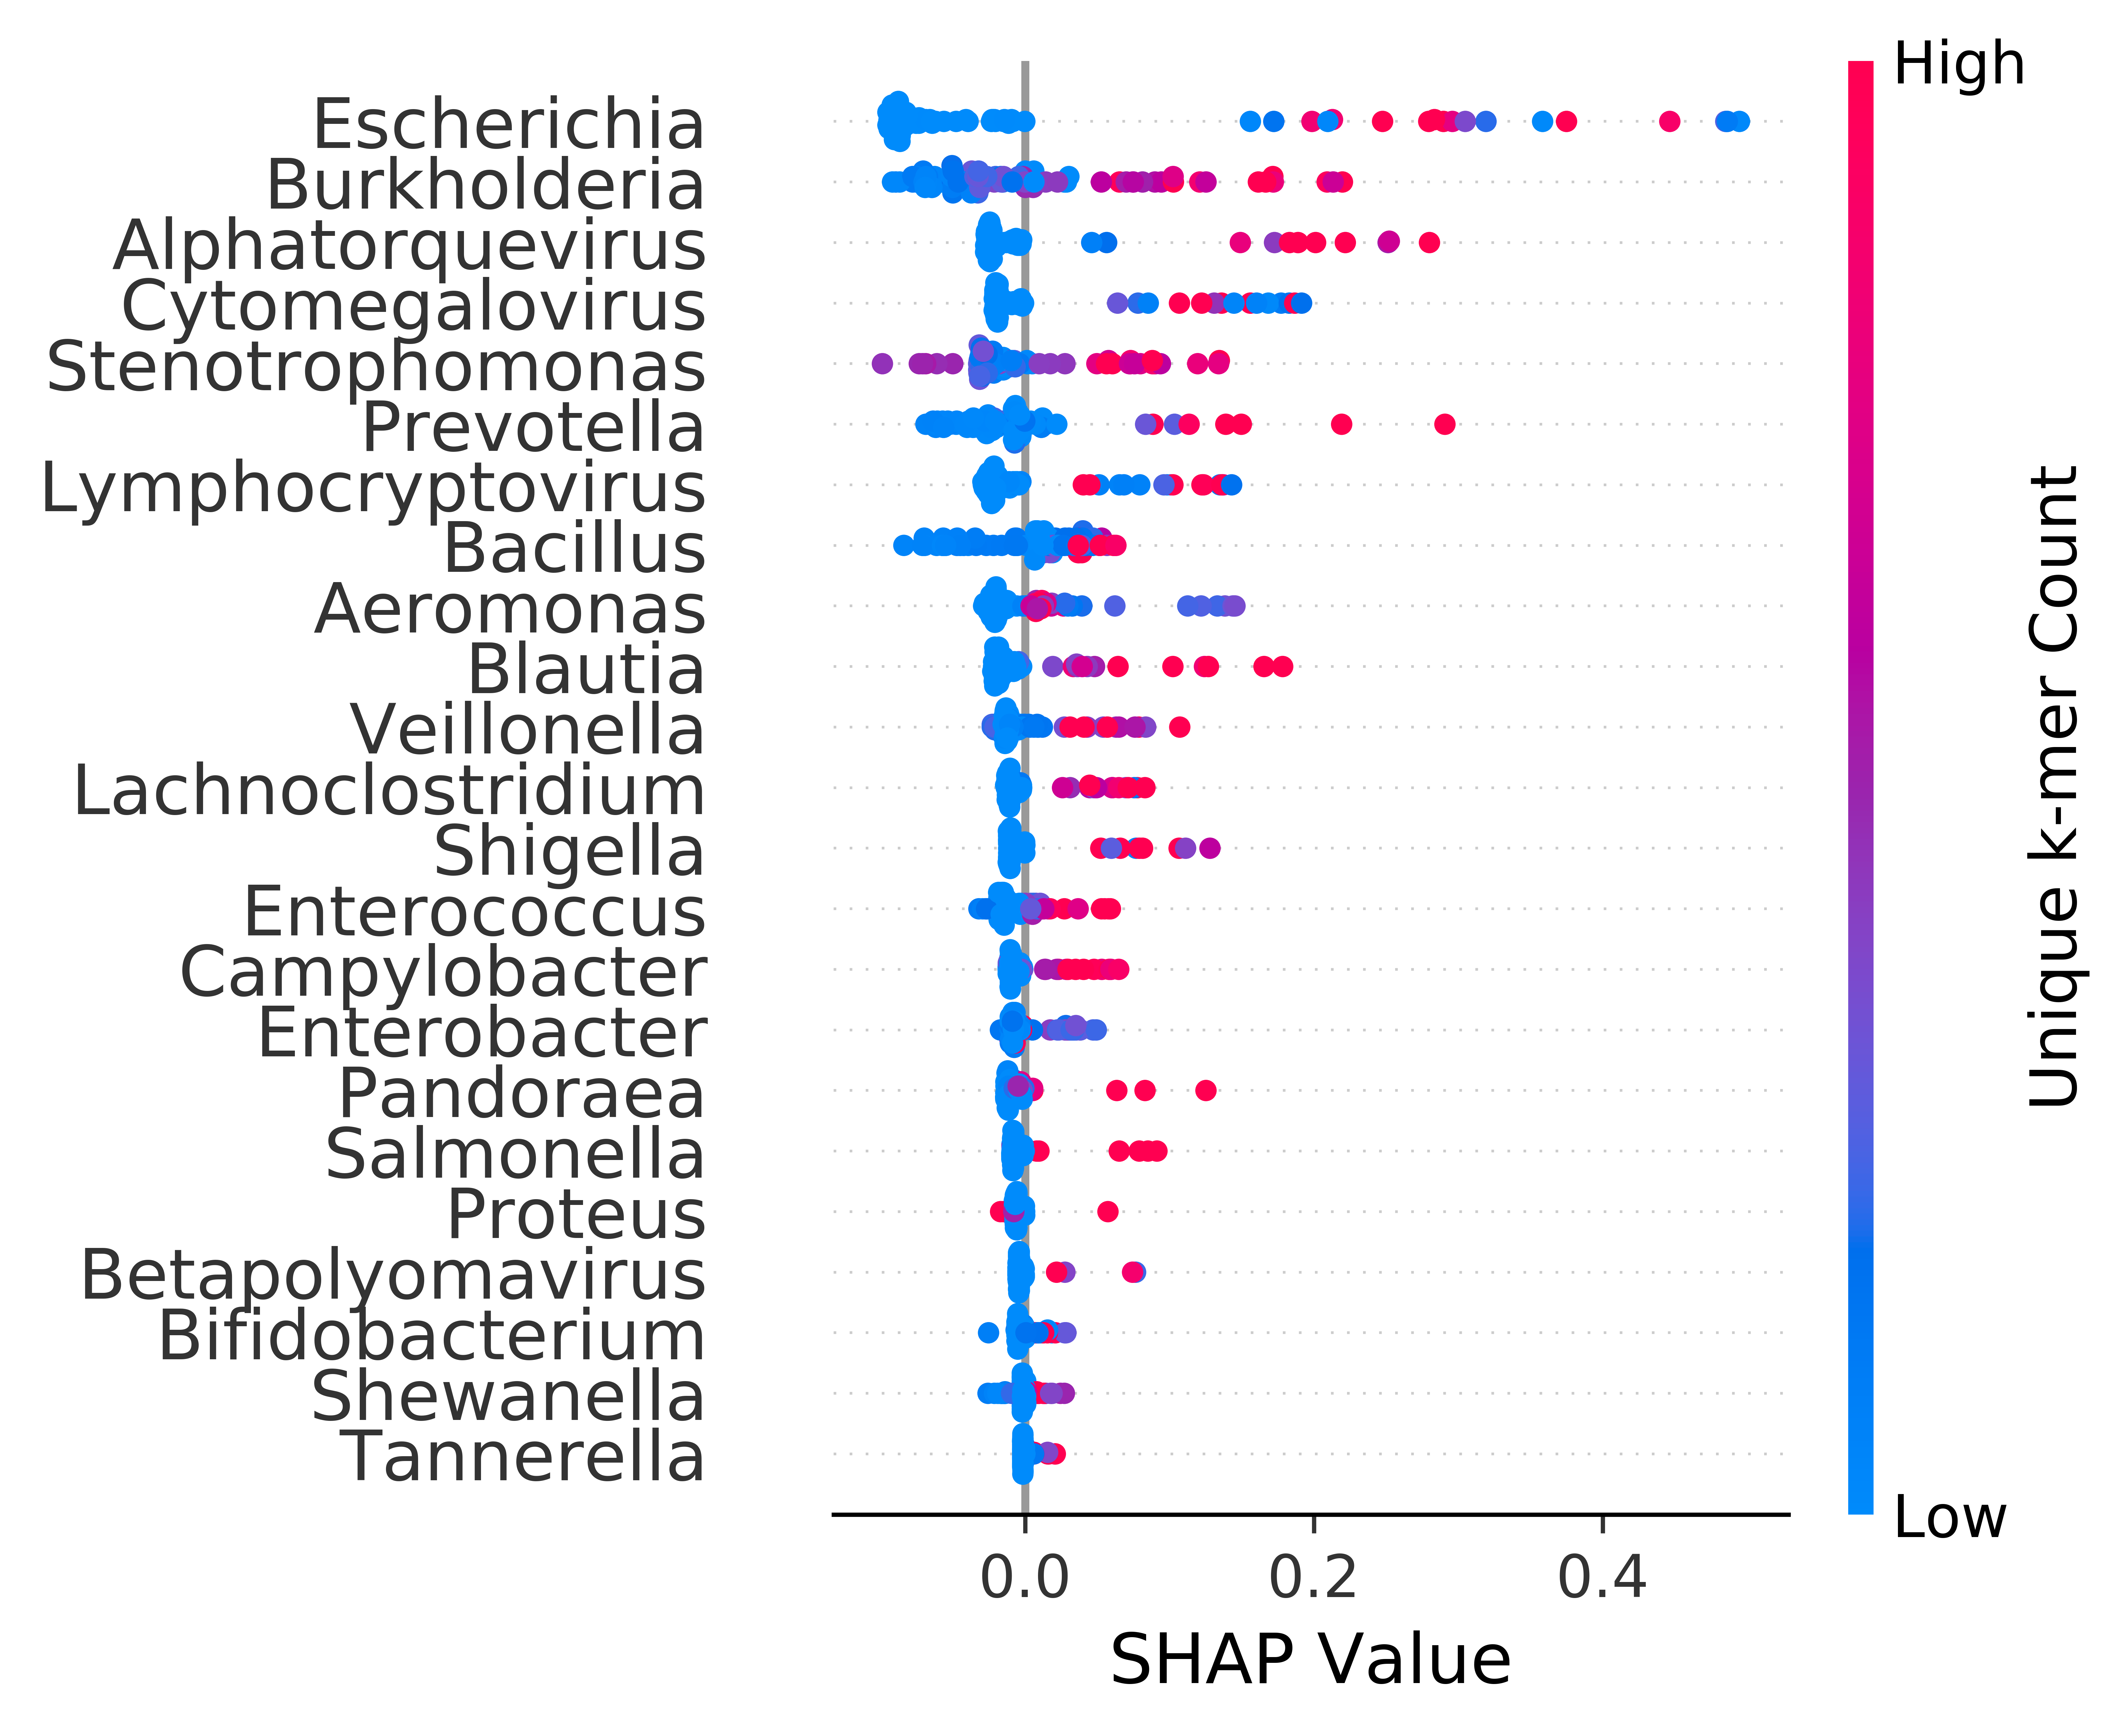 High
Escherichia
Burkholderia
Alphatorquevirus
Cytomegalovirus
Stenotrophomonas
Prevotella
Lymphocryptovirus
Bacillus
Aeromonas
Blautia
Veillonella
Lachnoclostridium
Shigella
Enterococcus
Campylobacter
Enterobacter
Pandoraea
Salmonella
Proteus
Betapolyomavirus
Bifidobacterium
Shewanella
Tannerella
Unique k-mer Count
Low
0.0 0.2 0.4
SHAP Value